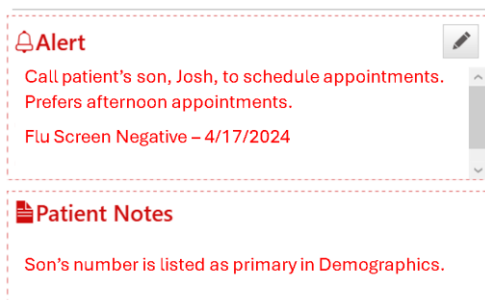 Alert
Call patient's son, Josh, to schedule appointments.
Prefers afternoon appointments.
Flu Screen Negative – 4/17/2024
Patient Notes
Son's number is listed as primary in Demographics.